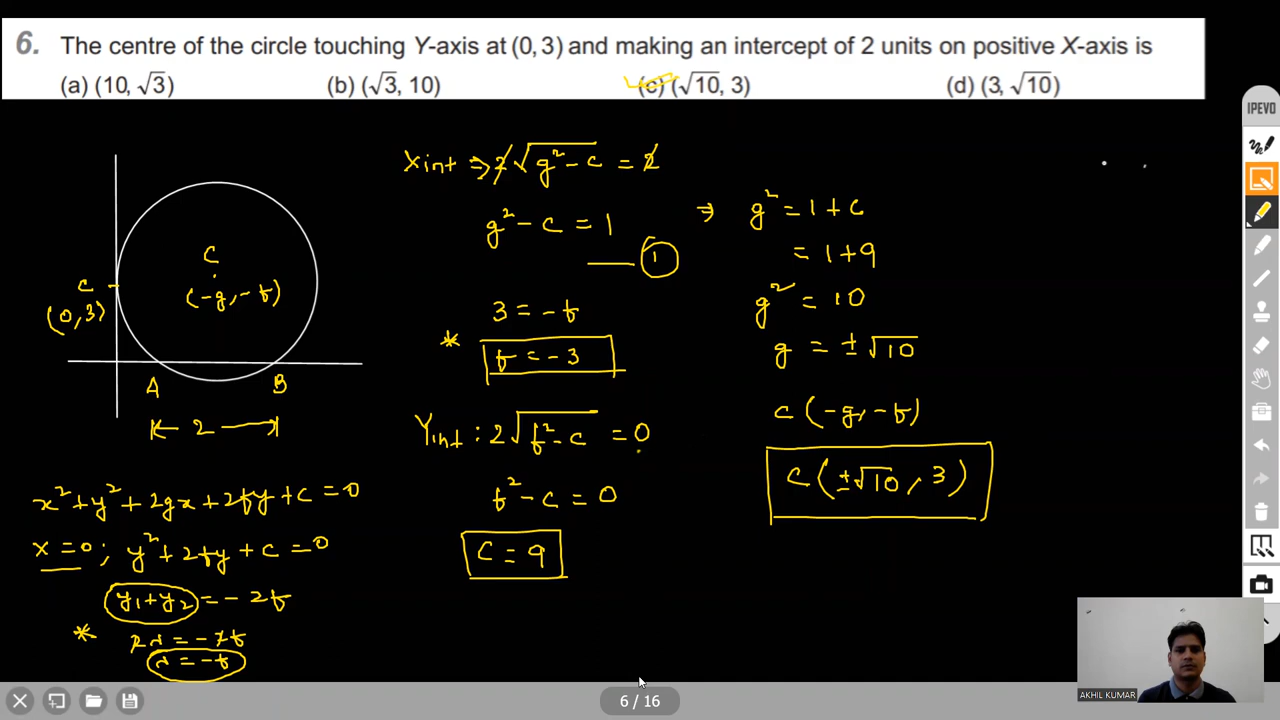 6. The centre of the circle touching Y-axis at (0, 3) and making an intercept of 2 units on positive X-axis is
(a) (10, √3) (b) (√3, 10) (c) (√10, 3) (d) (3, √10)
IPEVO
C
(-g, -f)
C
(0, 3)
A B
2
x²+y²+2gx+2fy+c=0
x=0; y²+2fy+c=0
y₁+y₂ = -2f
*
= -f
X int ⇒ 2√g²-c = 2
g²-c = 1
①
3 = -f
*
f = -3
Y int : 2√f²-c = 0
f²-c = 0
C = 9
⇒ g² = 1+c
= 1+9
g² = 10
g = ±√10
C (-g, -f)
C (±√10, 3)
AKHIL KUMAR
6 / 16